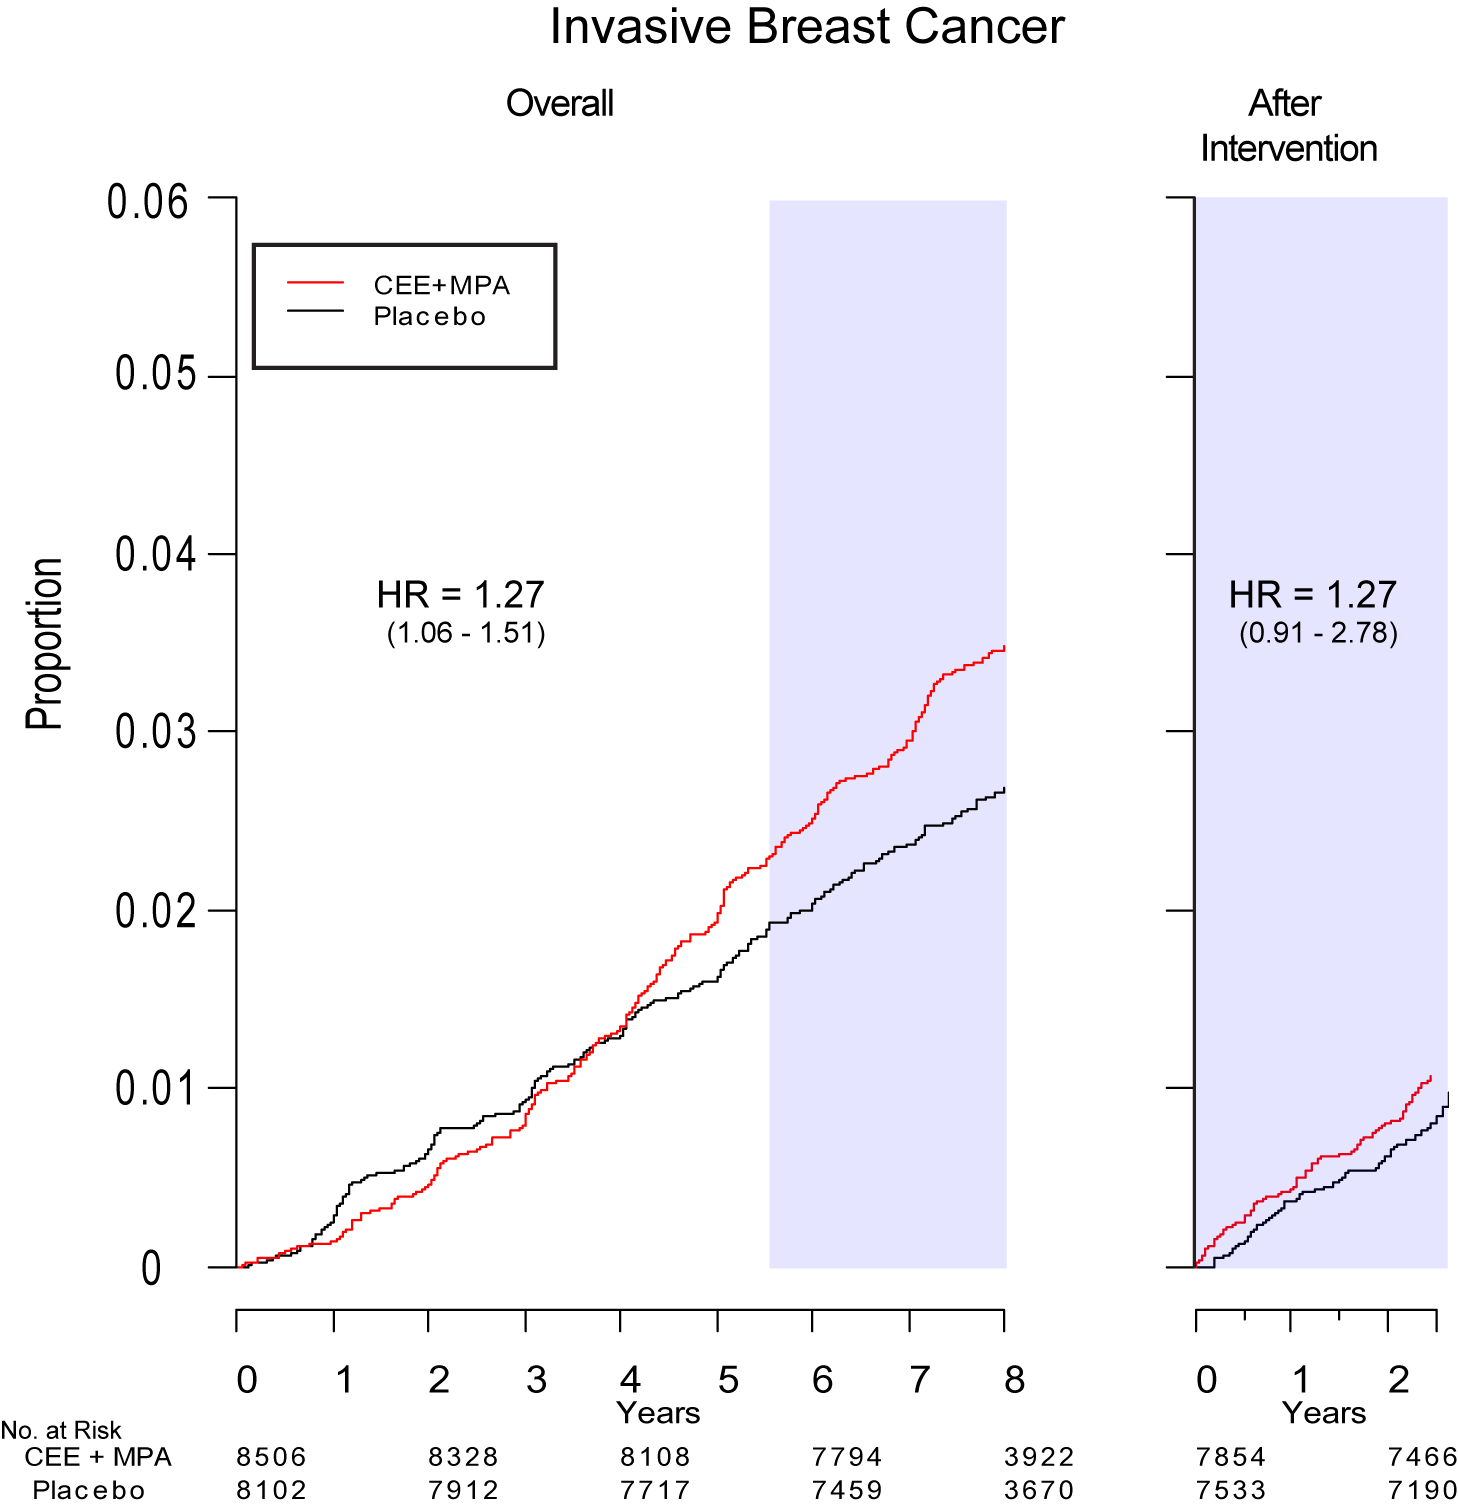 Invasive Breast Cancer
Overall
After
Intervention
0.06
0.05
0.04
0.03
0.02
0.01
0
Proportion
CEE+MPA
Placebo
HR = 1.27
(1.06 - 1.51)
HR = 1.27
(0.91 - 2.78)
0 1 2 3 4 5 6 7 8
Years
0 1 2
Years
No. at Risk
CEE + MPA 8506 8328 8108 7794 3922 7854 7466
Placebo 8102 7912 7717 7459 3670 7533 7190